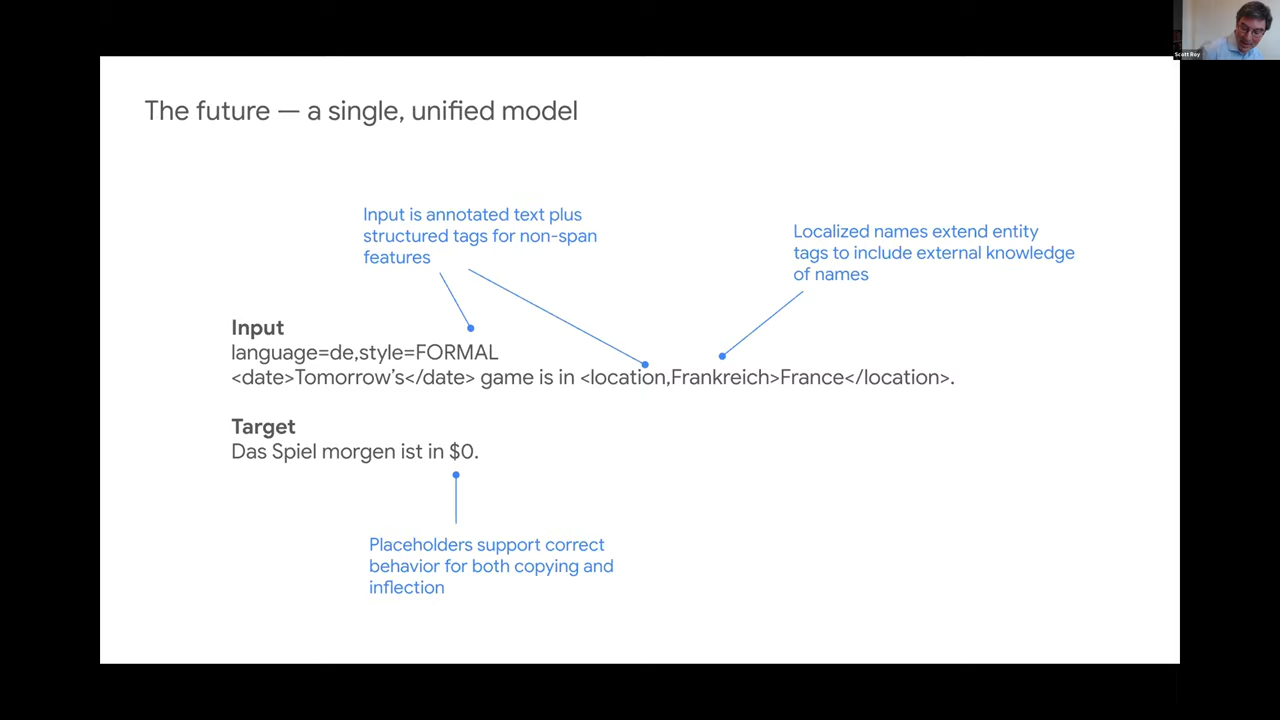 Scott Roy
The future — a single, unified model
Input is annotated text plus
structured tags for non-span
features
Localized names extend entity
tags to include external knowledge
of names
Input
language=de,style=FORMAL
<date>Tomorrow’s</date> game is in <location,Frankreich>France</location>.
Target
Das Spiel morgen ist in $0.
Placeholders support correct
behavior for both copying and
inflection